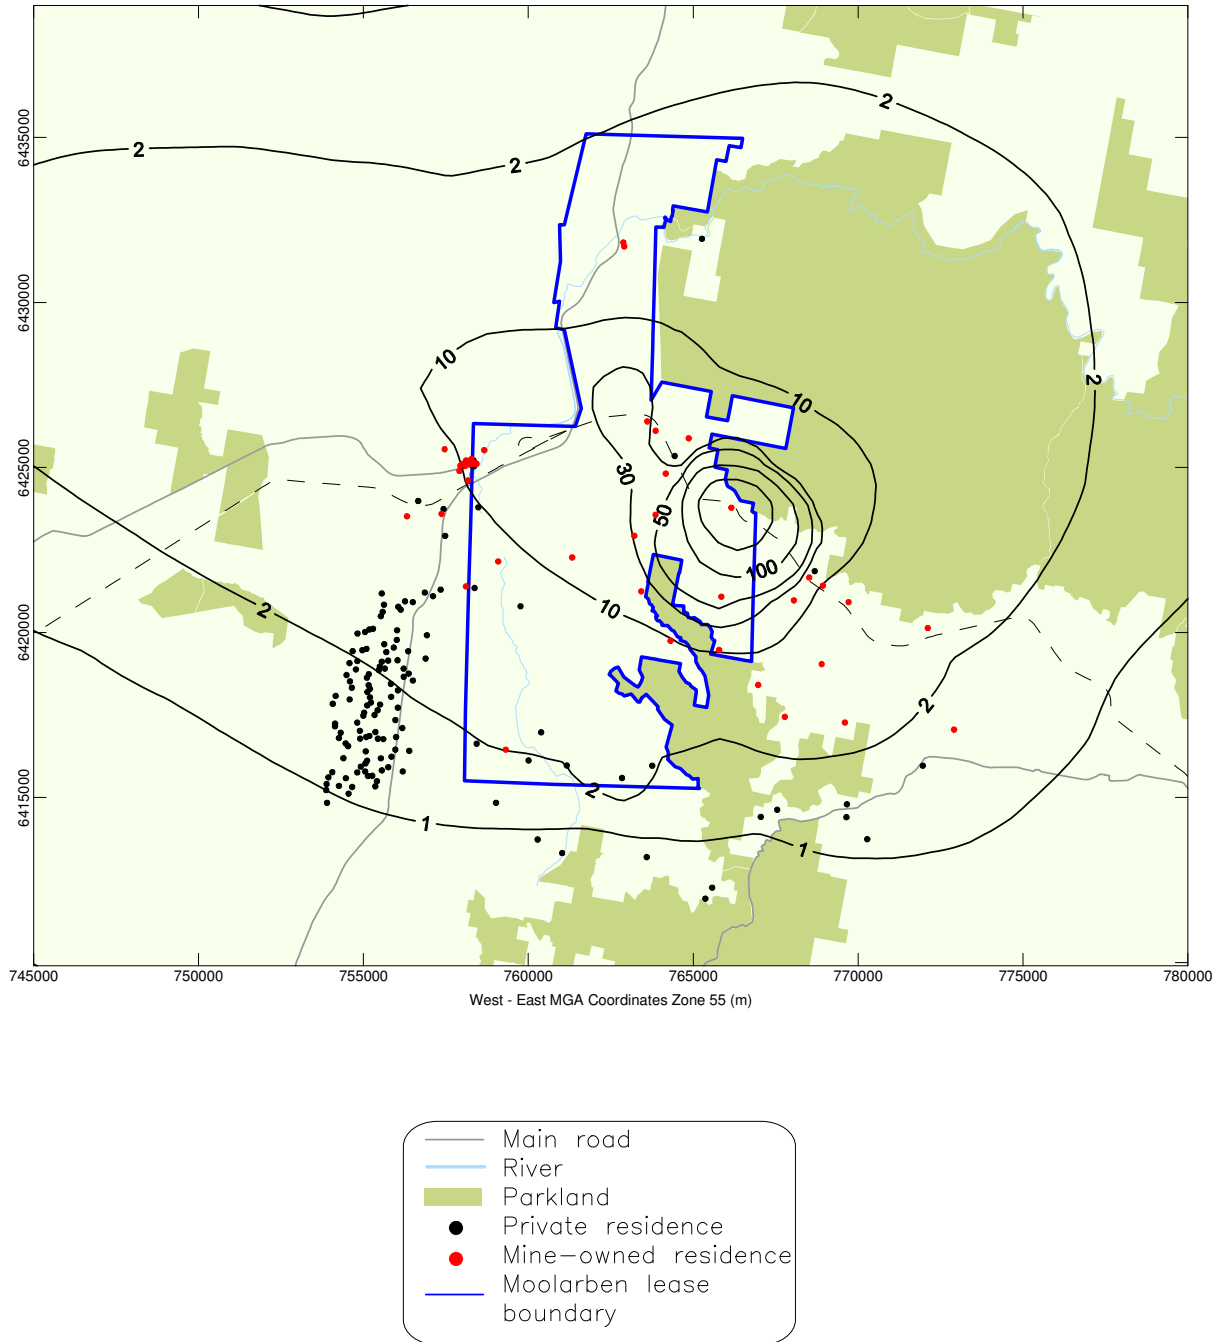 2
6435000
2
2
6430000
10
2
10
6425000
30
50
100
10
2
6420000
2
2
6415000
1
1
745000 750000 755000 760000 765000 770000 775000 780000
West - East MGA Coordinates Zone 55 (m)
Main road
River
Parkland
Private residence
Mine-owned residence
Moolarben lease
boundary